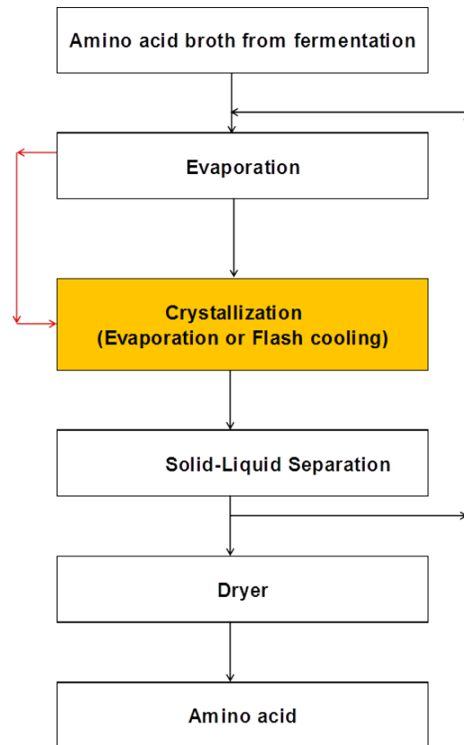 Amino acid broth from fermentation
Evaporation
Crystallization
(Evaporation or Flash cooling)
Solid-Liquid Separation
Dryer
Amino acid